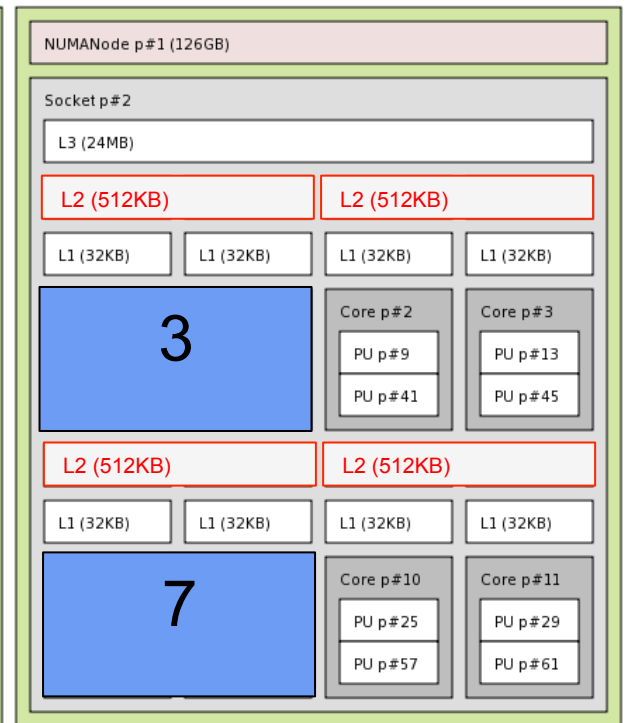 NUMANode p#1 (126GB)
Socket p#2
L3 (24MB)
L2 (512KB) L2 (512KB)
L1 (32KB) L1 (32KB) L1 (32KB) L1 (32KB)
3
Core p#2 Core p#3
PU p#9 PU p#13
PU p#41 PU p#45
L2 (512KB) L2 (512KB)
L1 (32KB) L1 (32KB) L1 (32KB) L1 (32KB)
7
Core p#10 Core p#11
PU p#25 PU p#29
PU p#57 PU p#61